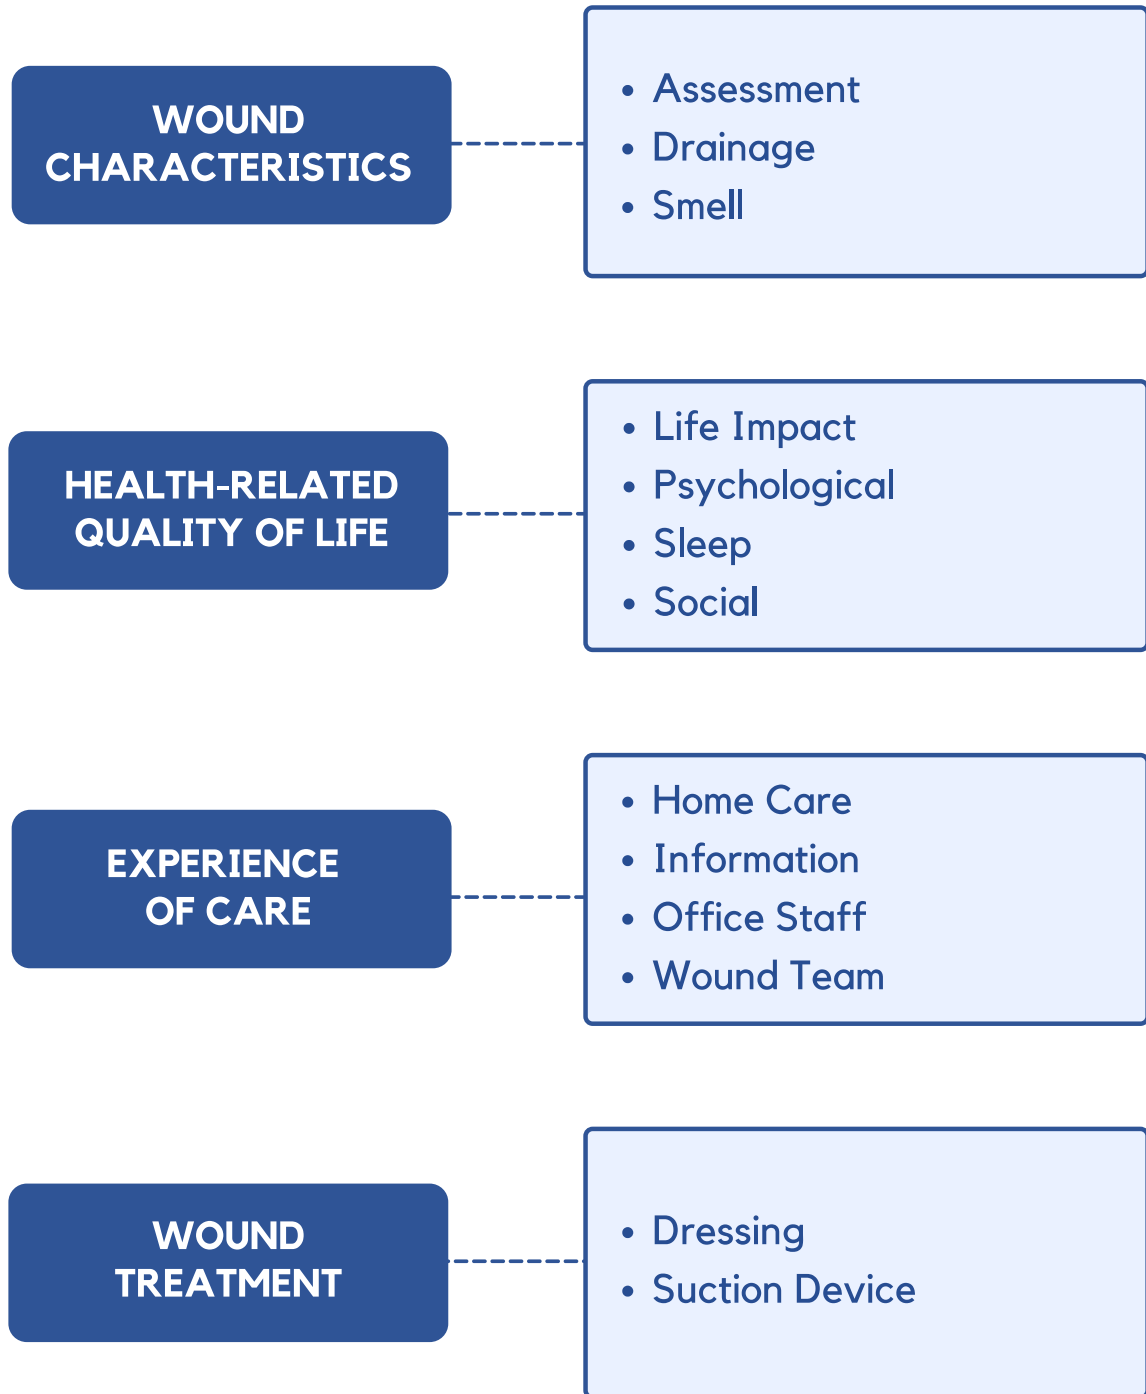 WOUND
CHARACTERISTICS
• Assessment
• Drainage
• Smell
HEALTH-RELATED
QUALITY OF LIFE
• Life Impact
• Psychological
• Sleep
• Social
EXPERIENCE
OF CARE
• Home Care
• Information
• Office Staff
• Wound Team
WOUND
TREATMENT
• Dressing
• Suction Device